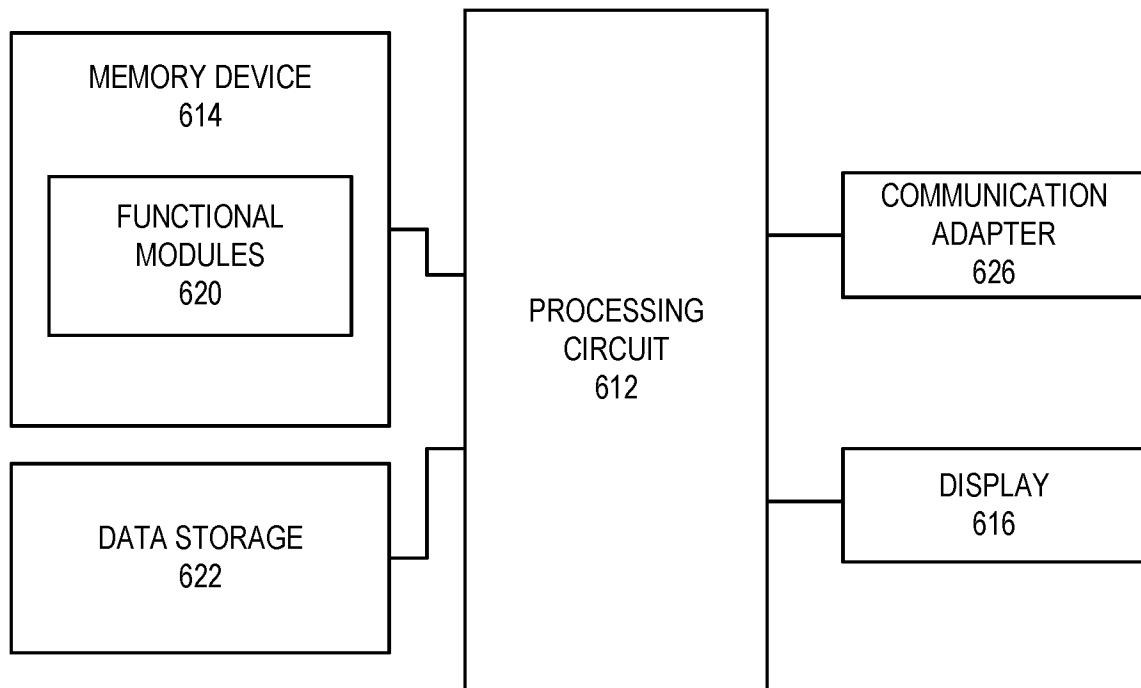 MEMORY DEVICE
614
FUNCTIONAL
MODULES
620
DATA STORAGE
622
PROCESSING
CIRCUIT
612
COMMUNICATION
ADAPTER
626
DISPLAY
616